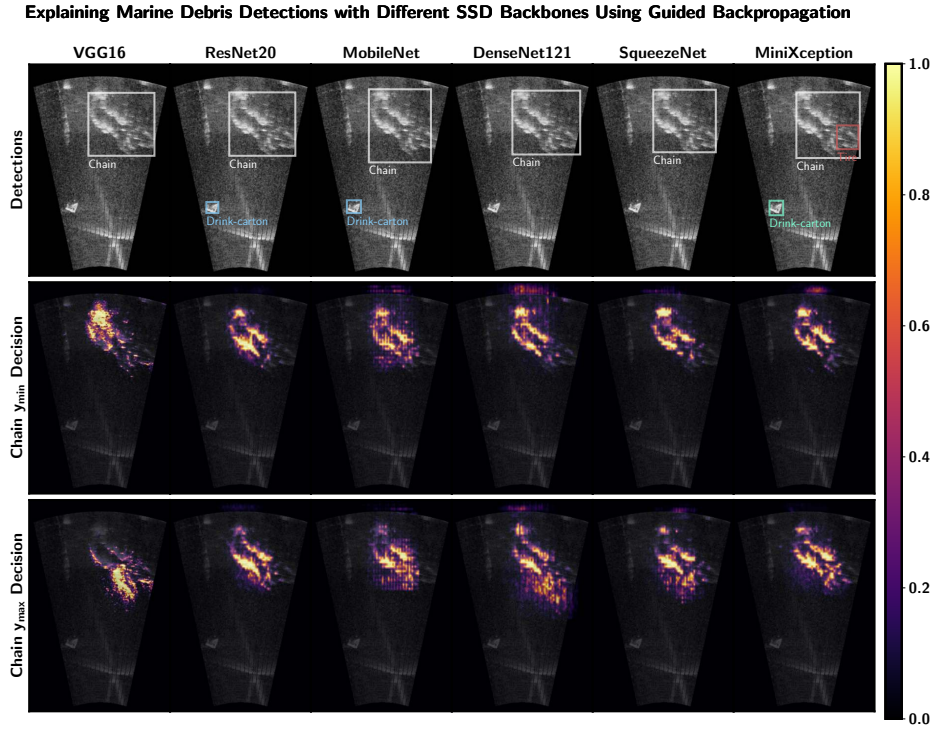 Explaining Marine Debris Detections with Different SSD Backbones Using Guided Backpropagation
VGG16 ResNet20 MobileNet DenseNet121 SqueezeNet MiniXception
Detections
Chain
Chain
Drink-carton
Chain
Drink-carton
Chain
Chain
Tire
Chain
Drink-carton
Chain ymin Decision
Chain ymax Decision
1.0
0.8
0.6
0.4
0.2
0.0